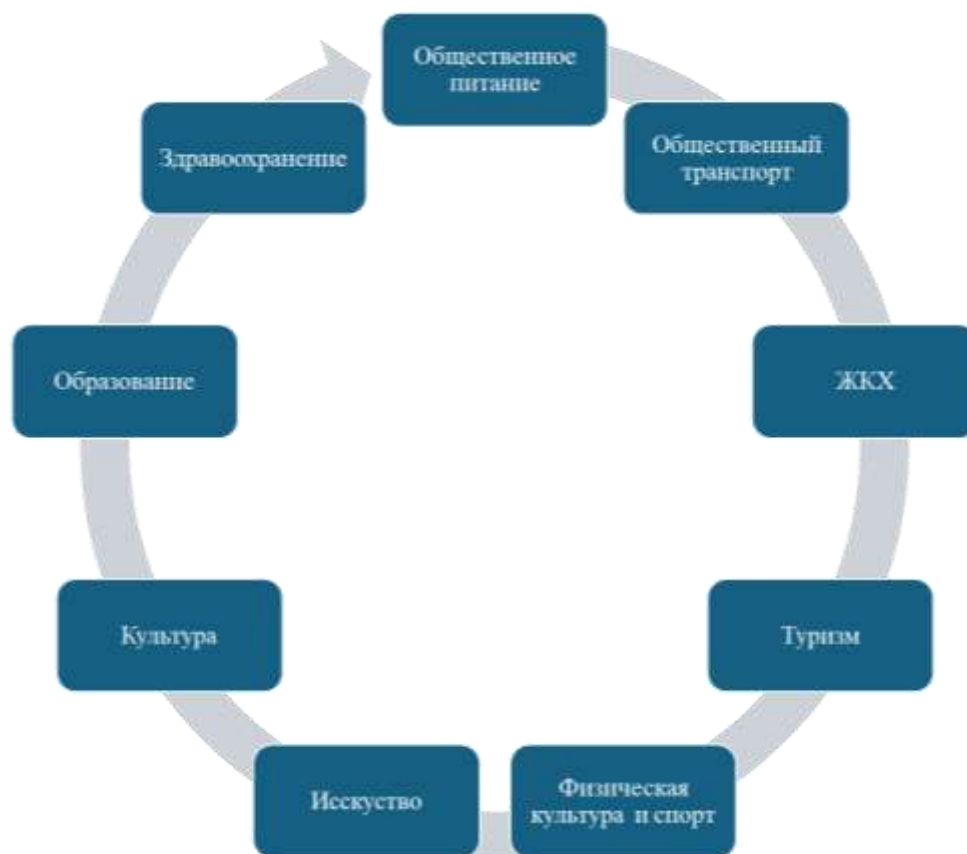 Общественное
питание
Общественный
транспорт
ЖКХ
Туризм
Физическая
культура и спорт
Исскуство
Культура
Образование
Здравоохранение